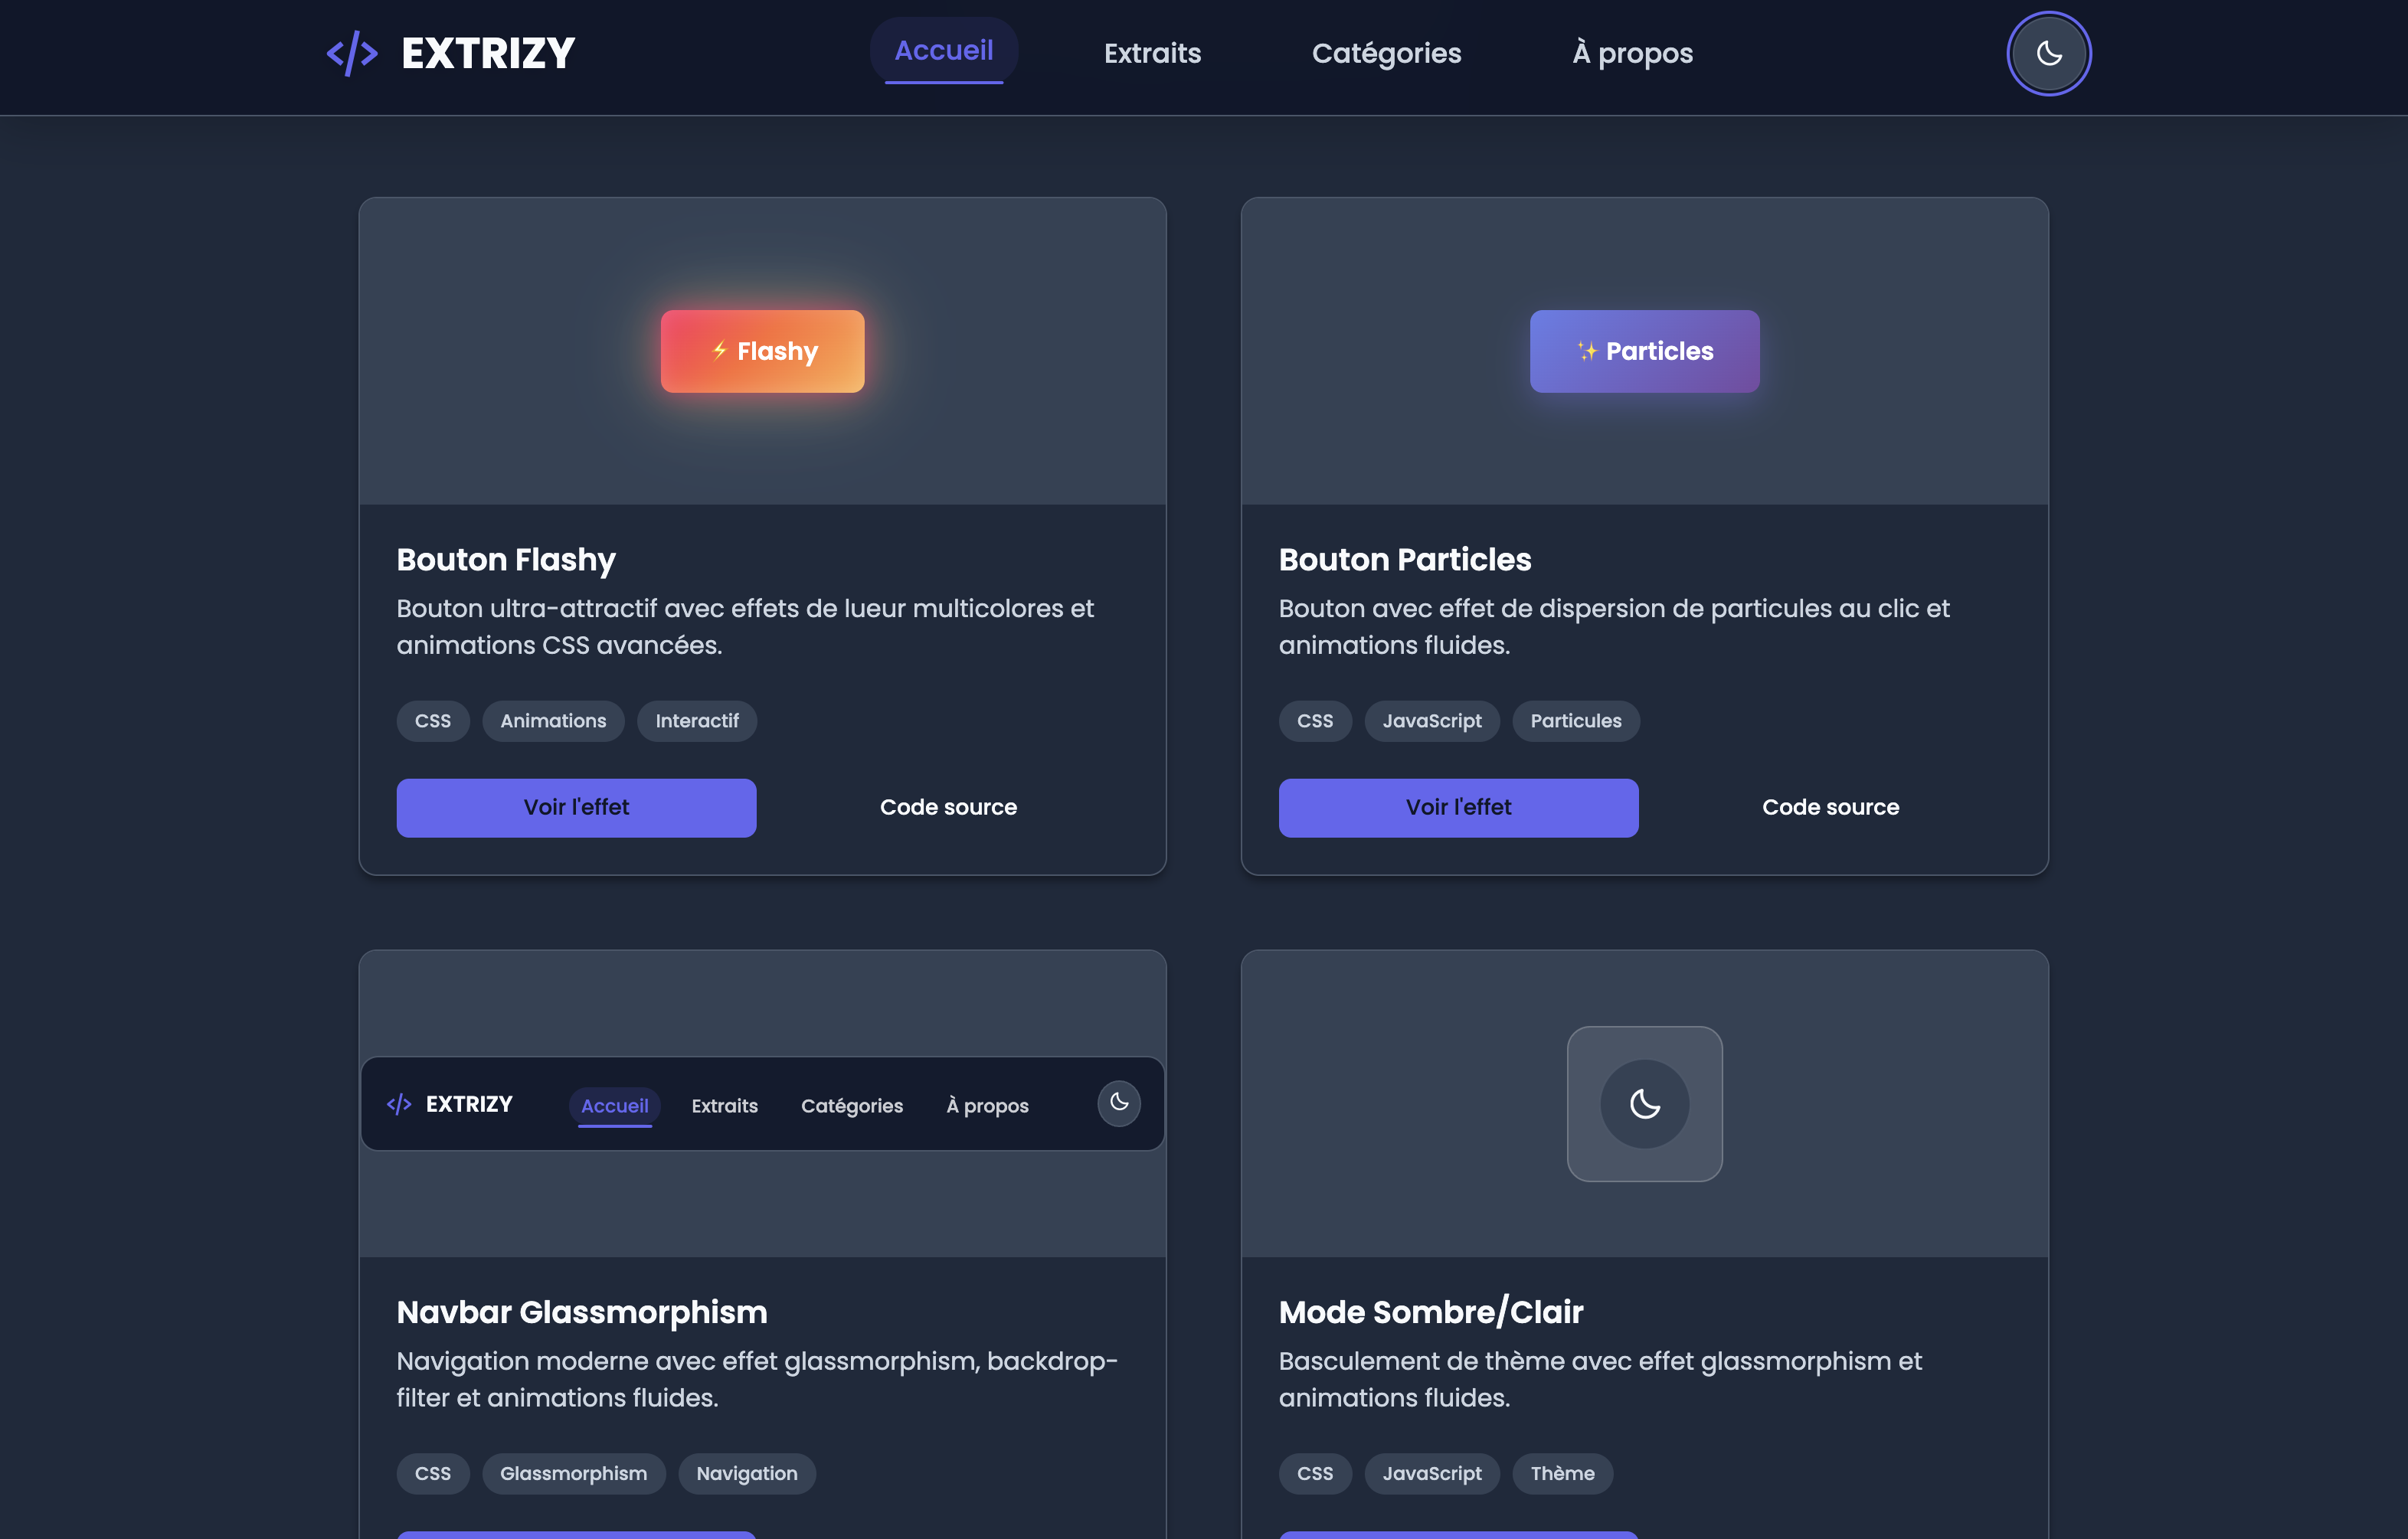 </> EXTRIZY Accueil Extraits Catégories À propos
⚡ Flashy
✨ Particles
Bouton Flashy
Bouton ultra-attractif avec effets de lueur multicolores et
animations CSS avancées.
CSS Animations Interactif
Voir l'effet Code source
Bouton Particles
Bouton avec effet de dispersion de particules au clic et
animations fluides.
CSS JavaScript Particules
Voir l'effet Code source
</> EXTRIZY Accueil Extraits Catégories À propos
Navbar Glassmorphism
Navigation moderne avec effet glassmorphism, backdrop-
filter et animations fluides.
CSS Glassmorphism Navigation
Mode Sombre/Clair
Basculement de thème avec effet glassmorphism et
animations fluides.
CSS JavaScript Thème